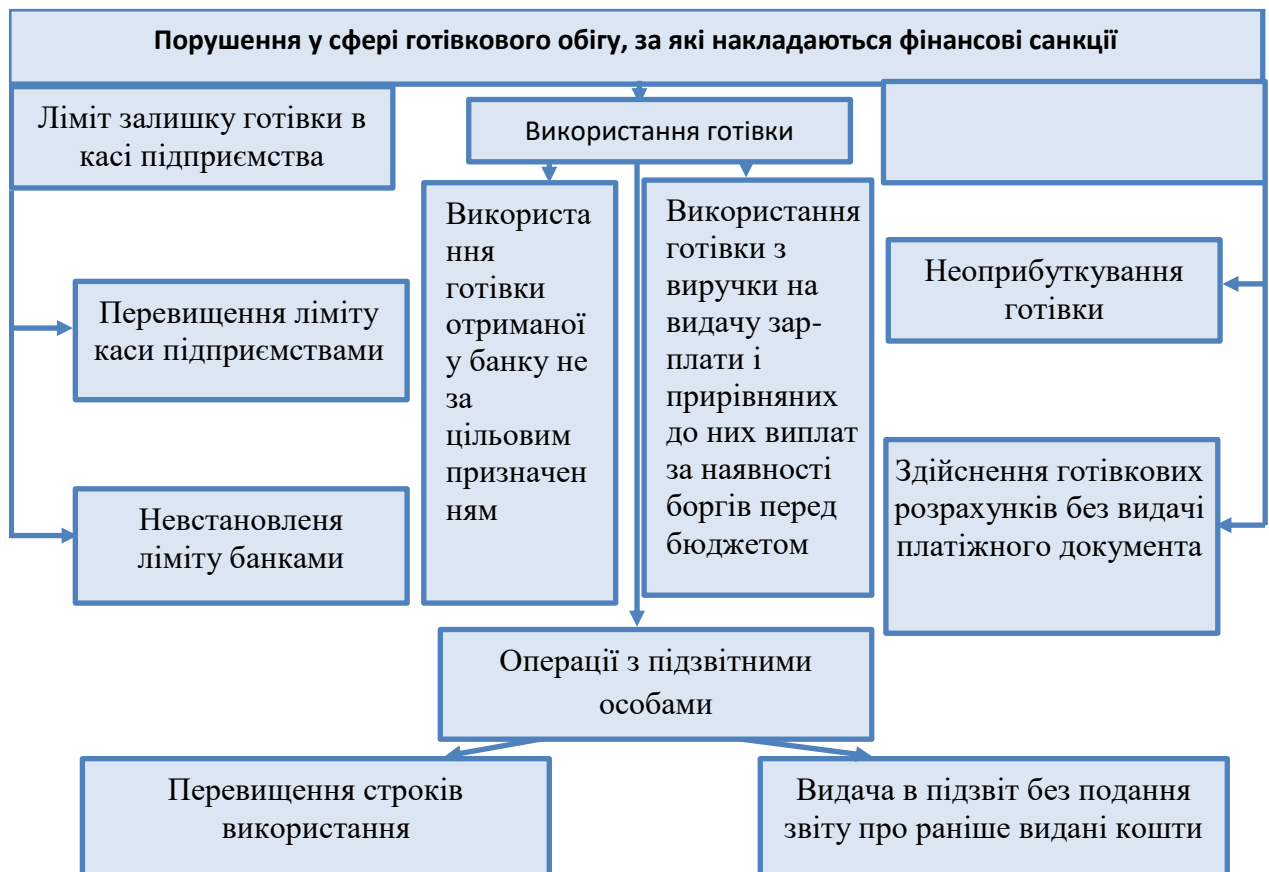 Порушення у сфері готівкового обігу, за які накладаються фінансові санкції
Ліміт залишку готівки в
касі підприємства
Використання готівки
Використа
ння
готівки
отриманої
у банку не
за
цільовим
призначен
ням
Використання
готівки з
виручки на
видачу зар-
плати і
прирівняних
до них виплат
за наявності
боргів перед
бюджетом
Неоприбуткування
готівки
Перевищення ліміту
каси підприємствами
Здійснення готівкових
розрахунків без видачі
платіжного документа
Невстановленя
ліміту банками
Операції з підзвітними
особами
Перевищення строків
використання
Видача в підзвіт без подання
звіту про раніше видані кошти